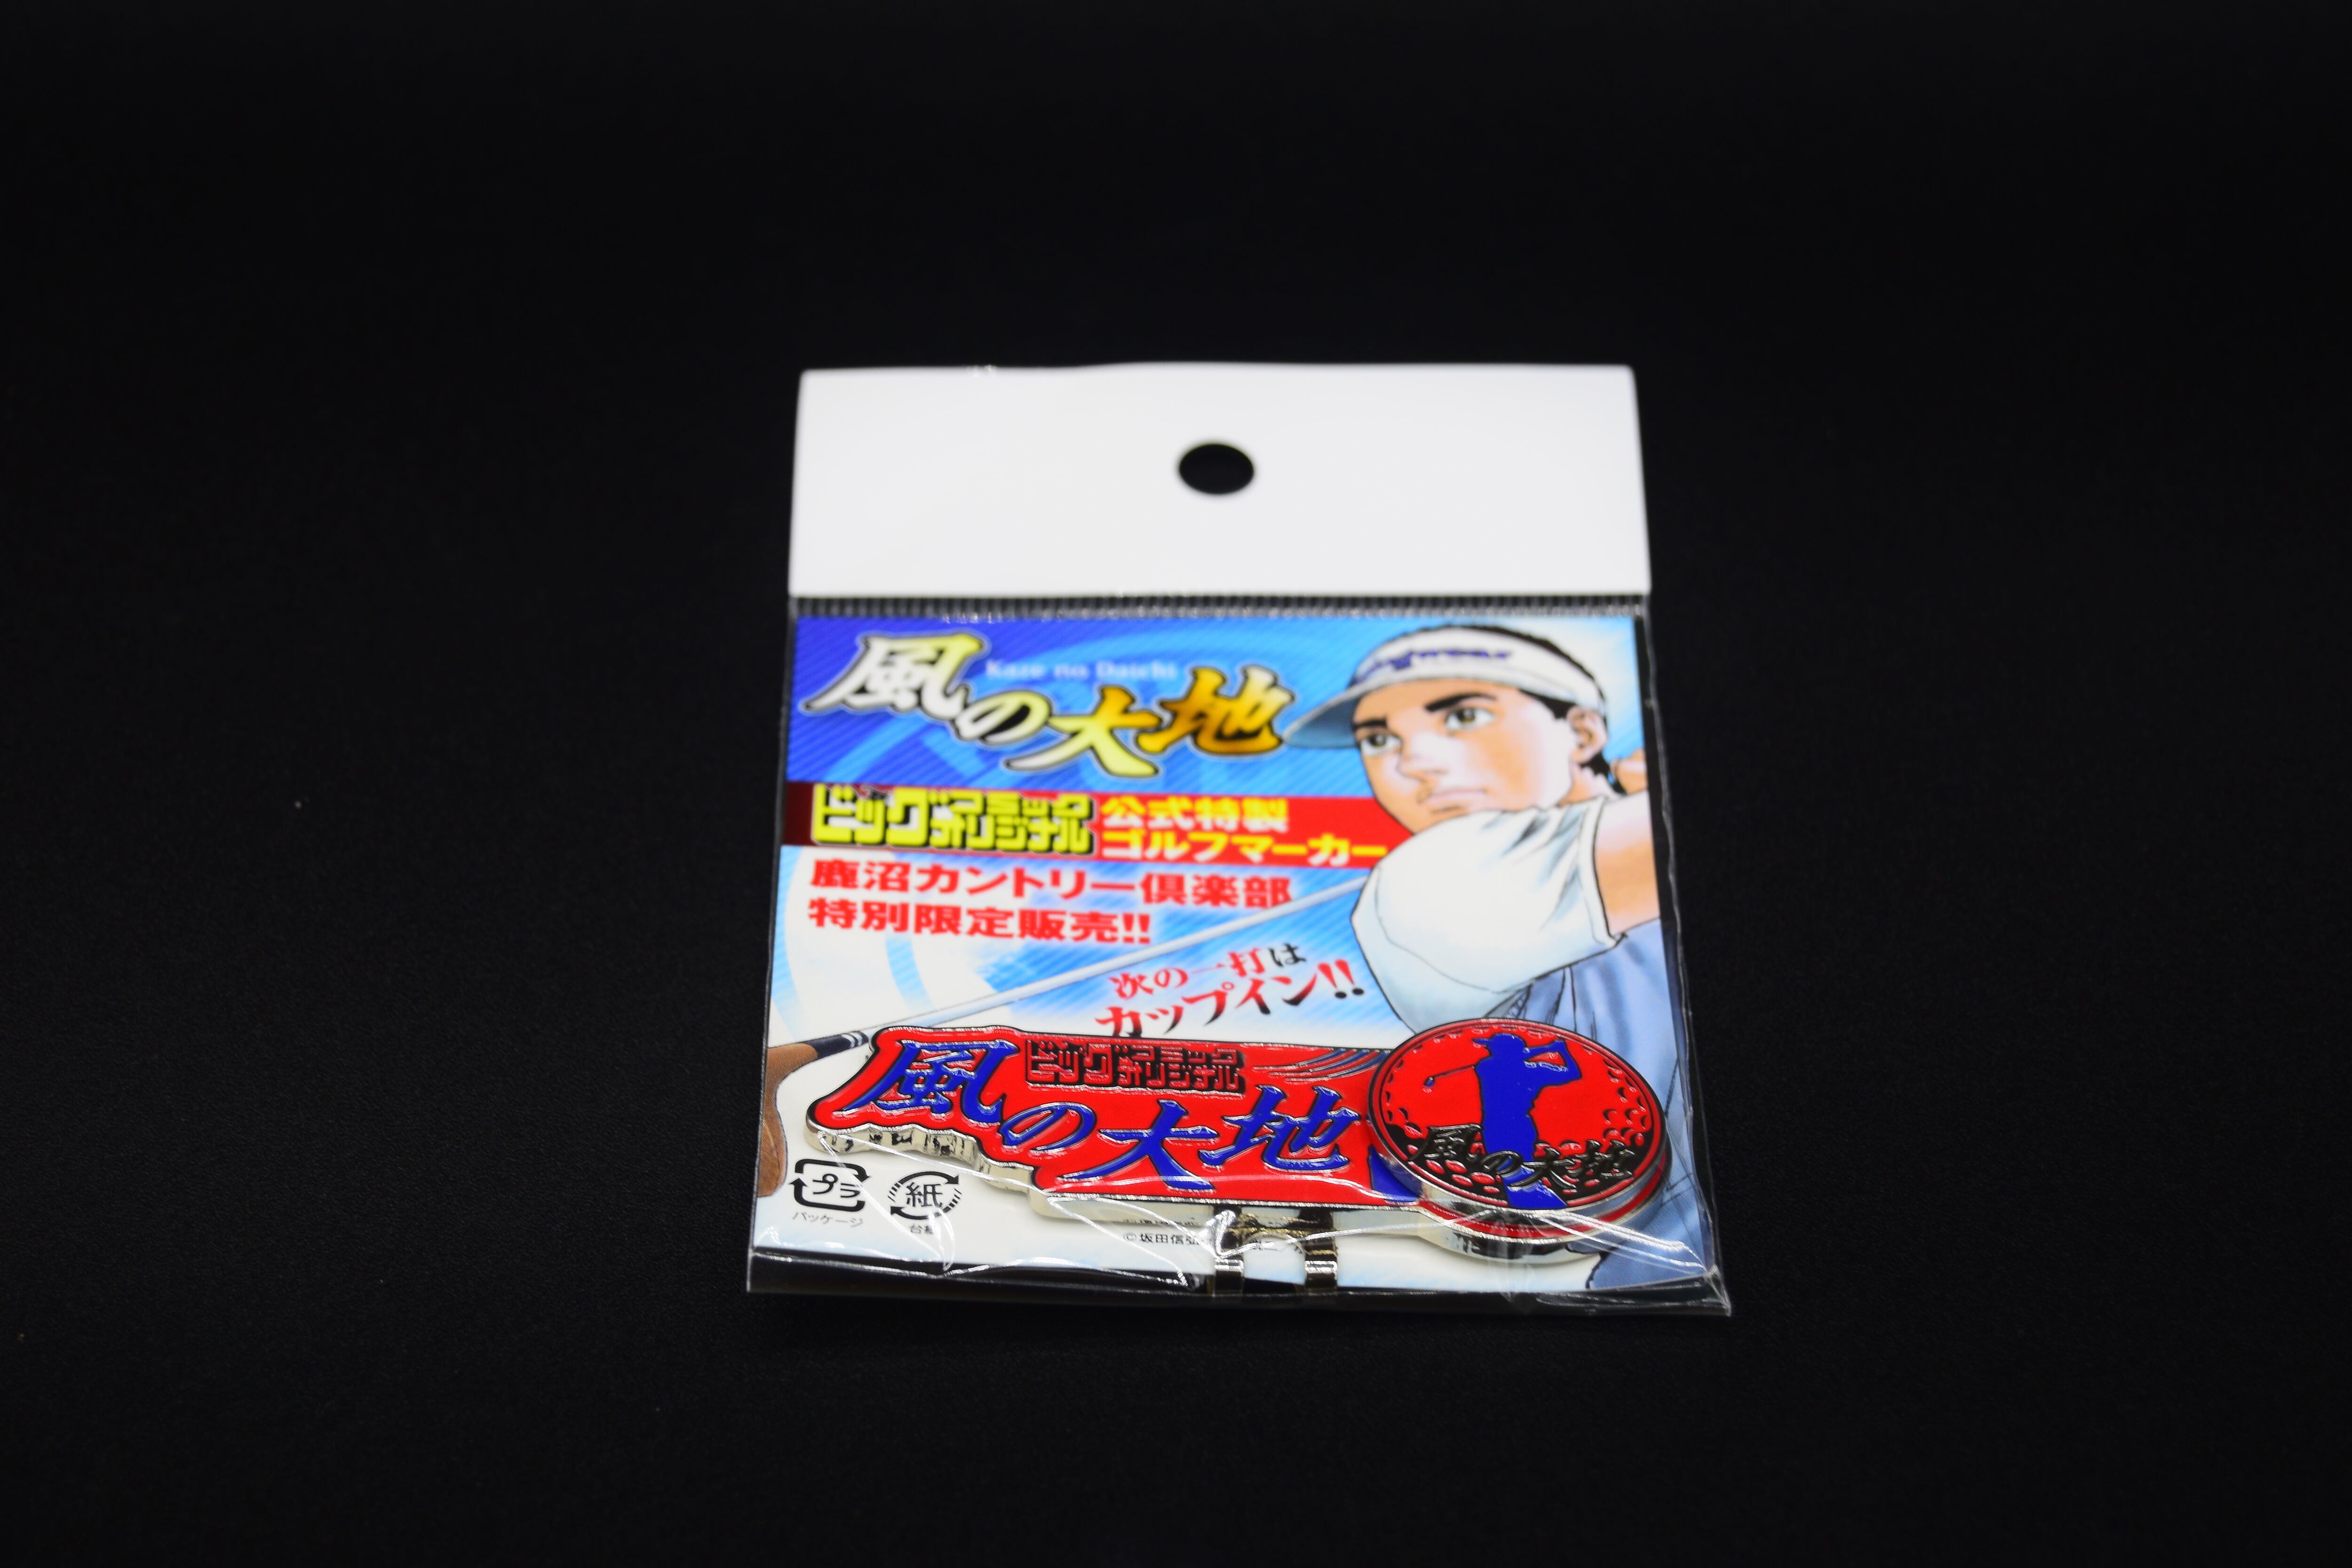 風の大地
Kaze no Daichi
ビッグコミック
オリジナル
公式特製
ゴルフマーカー
鹿沼カントリー倶楽部
特別限定販売!!
次の一打は
カップイン!!
ビッグコミック
オリジナル
風の大地
風の大地
プラ
パッケージ
紙
台紙
©坂田信弘